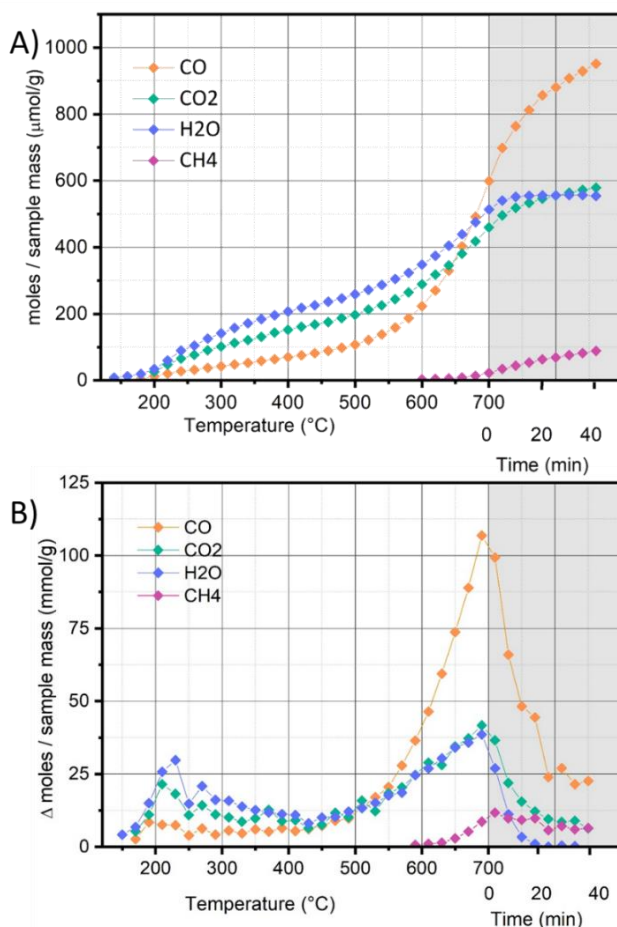 A)
moles / sample mass (μmol/g)
1000
800
600
400
200
0
CO
CO2
H2O
CH4
200 300 400 500 600 700
0 20 40
Temperature (°C)
Time (min)
B)
Δ moles / sample mass (mmol/g)
125
100
75
50
25
0
CO
CO2
H2O
CH4
200 300 400 500 600 700
0 20 40
Temperature (°C)
Time (min)